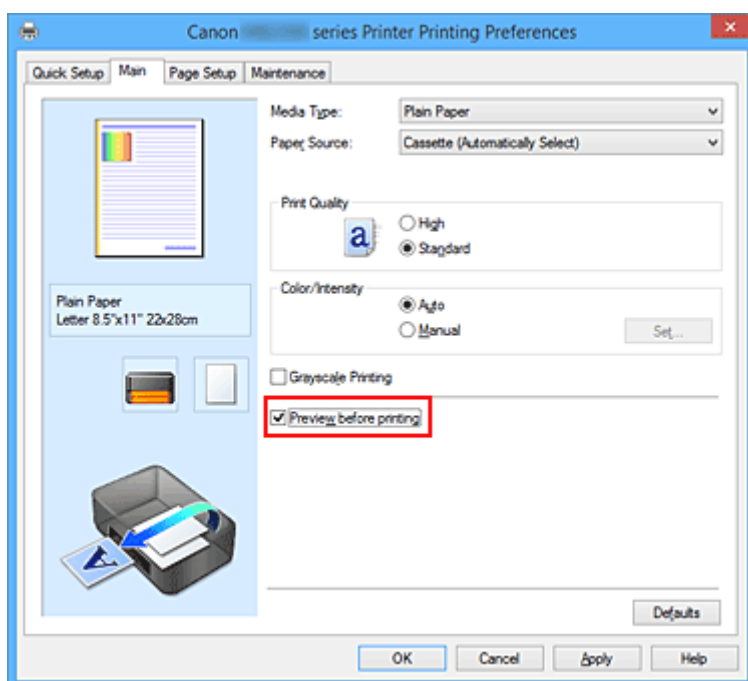 Canon series Printer Printing Preferences
Quick Setup Main Page Setup Maintenance
Media Type: Plain Paper
Paper Source: Cassette (Automatically Select)
Print Quality
High
a
Standard
Color/Intensity
Auto
Manual
Set...
Plain Paper
Letter 8.5"x11" 22x28cm
Grayscale Printing
Preview before printing
A
Defaults
OK Cancel Apply Help